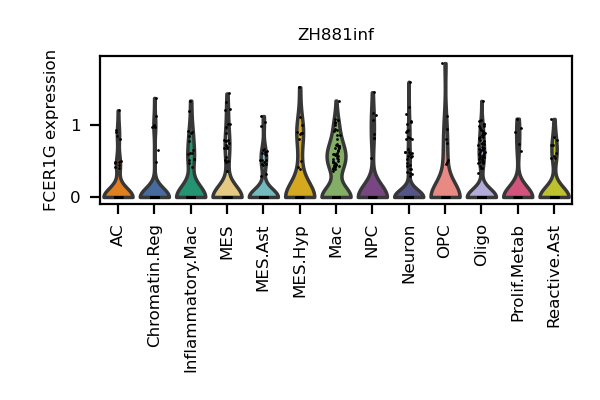 ZH881inf
FCER1G expression
1
0
AC
Chromatin.Reg
Inflammatory.Mac
MES
MES.Ast
MES.Hyp
Mac
NPC
Neuron
OPC
Oligo
Prolif.Metab
Reactive.Ast